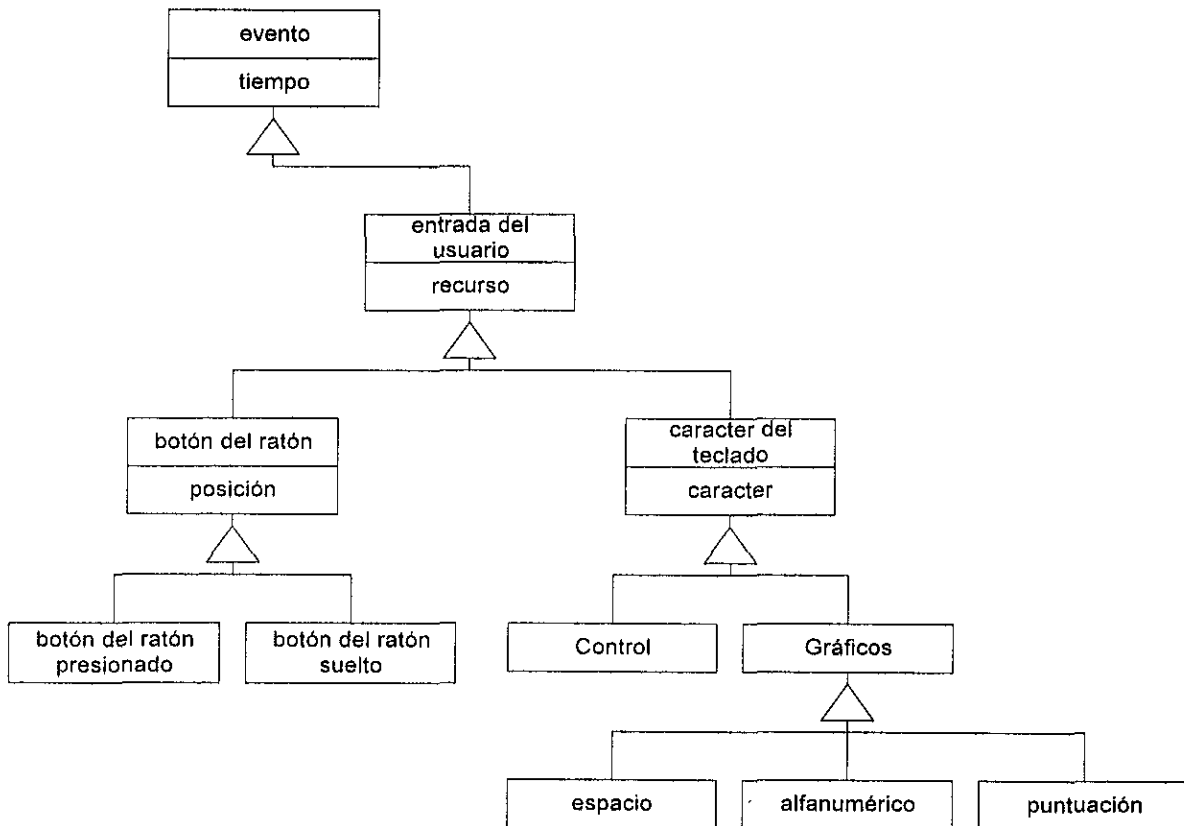 evento
tiempo
entrada del
usuario
recurso
botón del ratón
posición
caracter del
teclado
caracter
botón del ratón
presionado
botón del ratón
suelto
Control
Gráficos
espacio
alfanumérico
puntuación